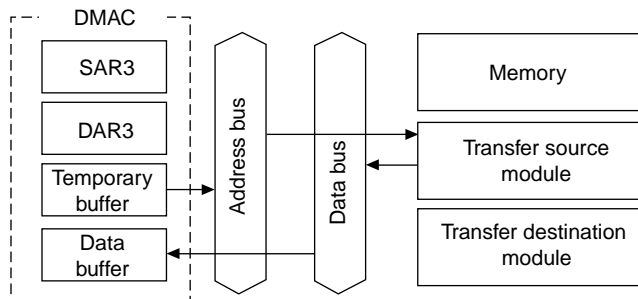 DMAC
SAR3
DAR3
Temporary
buffer
Data
buffer
Address bus
Data bus
Memory
Transfer source
module
Transfer destination
module